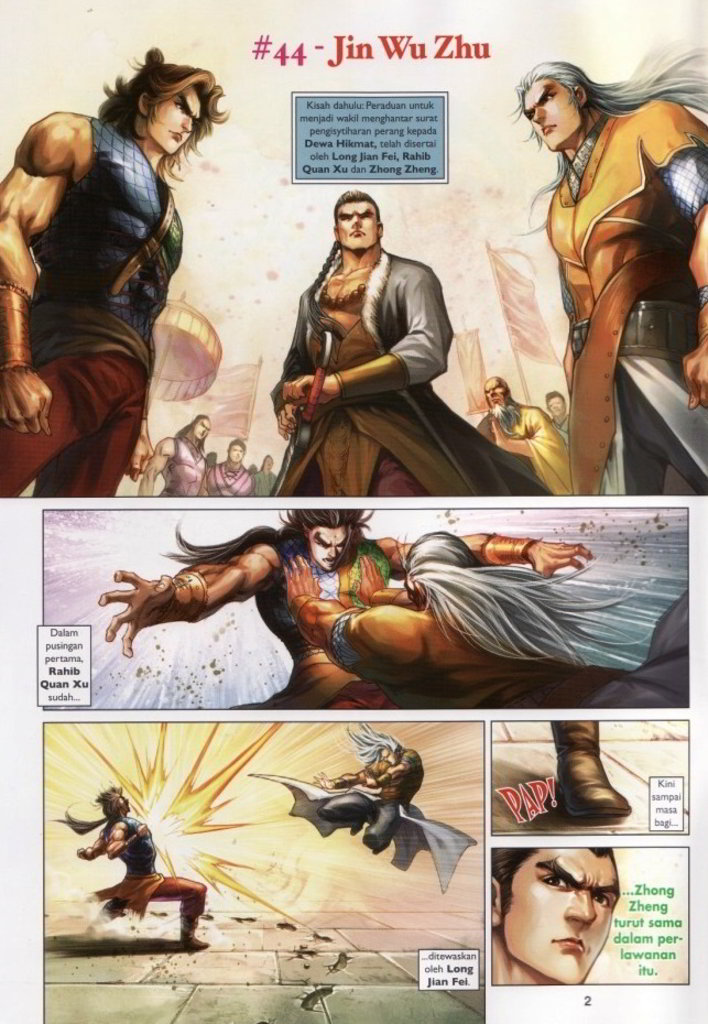 #44 - Jin Wu Zhu
Kisah dahulu: Peraduan untuk
menjadi wakil menghantar surat
pengisytiharan perang kepada
Dewa Hikmat, telah disertai
oleh Long Jian Fei, Rahib
Quan Xu dan Zhong Zheng.
Dalam
pusingan
pertama,
Rahib
Quan Xu
sudah...
...ditewaskan
oleh Long
Jian Fei.
PAP!
Kini
sampai
masa
bagi...
...Zhong
Zheng
turut sama
dalam per-
lawanan
itu.
2